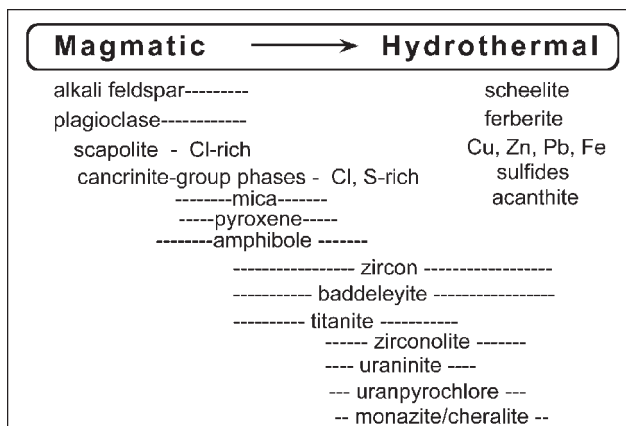 Magmatic ———→ Hydrothermal
alkali feldspar--------- scheelite
plagioclase------------ ferberite
scapolite - Cl-rich Cu, Zn, Pb, Fe
cancrinite-group phases - Cl, S-rich sulfides
--------mica------- acanthite
-----pyroxene-----
--------amphibole -------
----------------- zircon ------------------
----------- baddeleyite -----------------
---------- titanite -----------
------ zirconolite -------
---- uraninite ----
--- uranpyrochlore ---
-- monazite/cheralite --